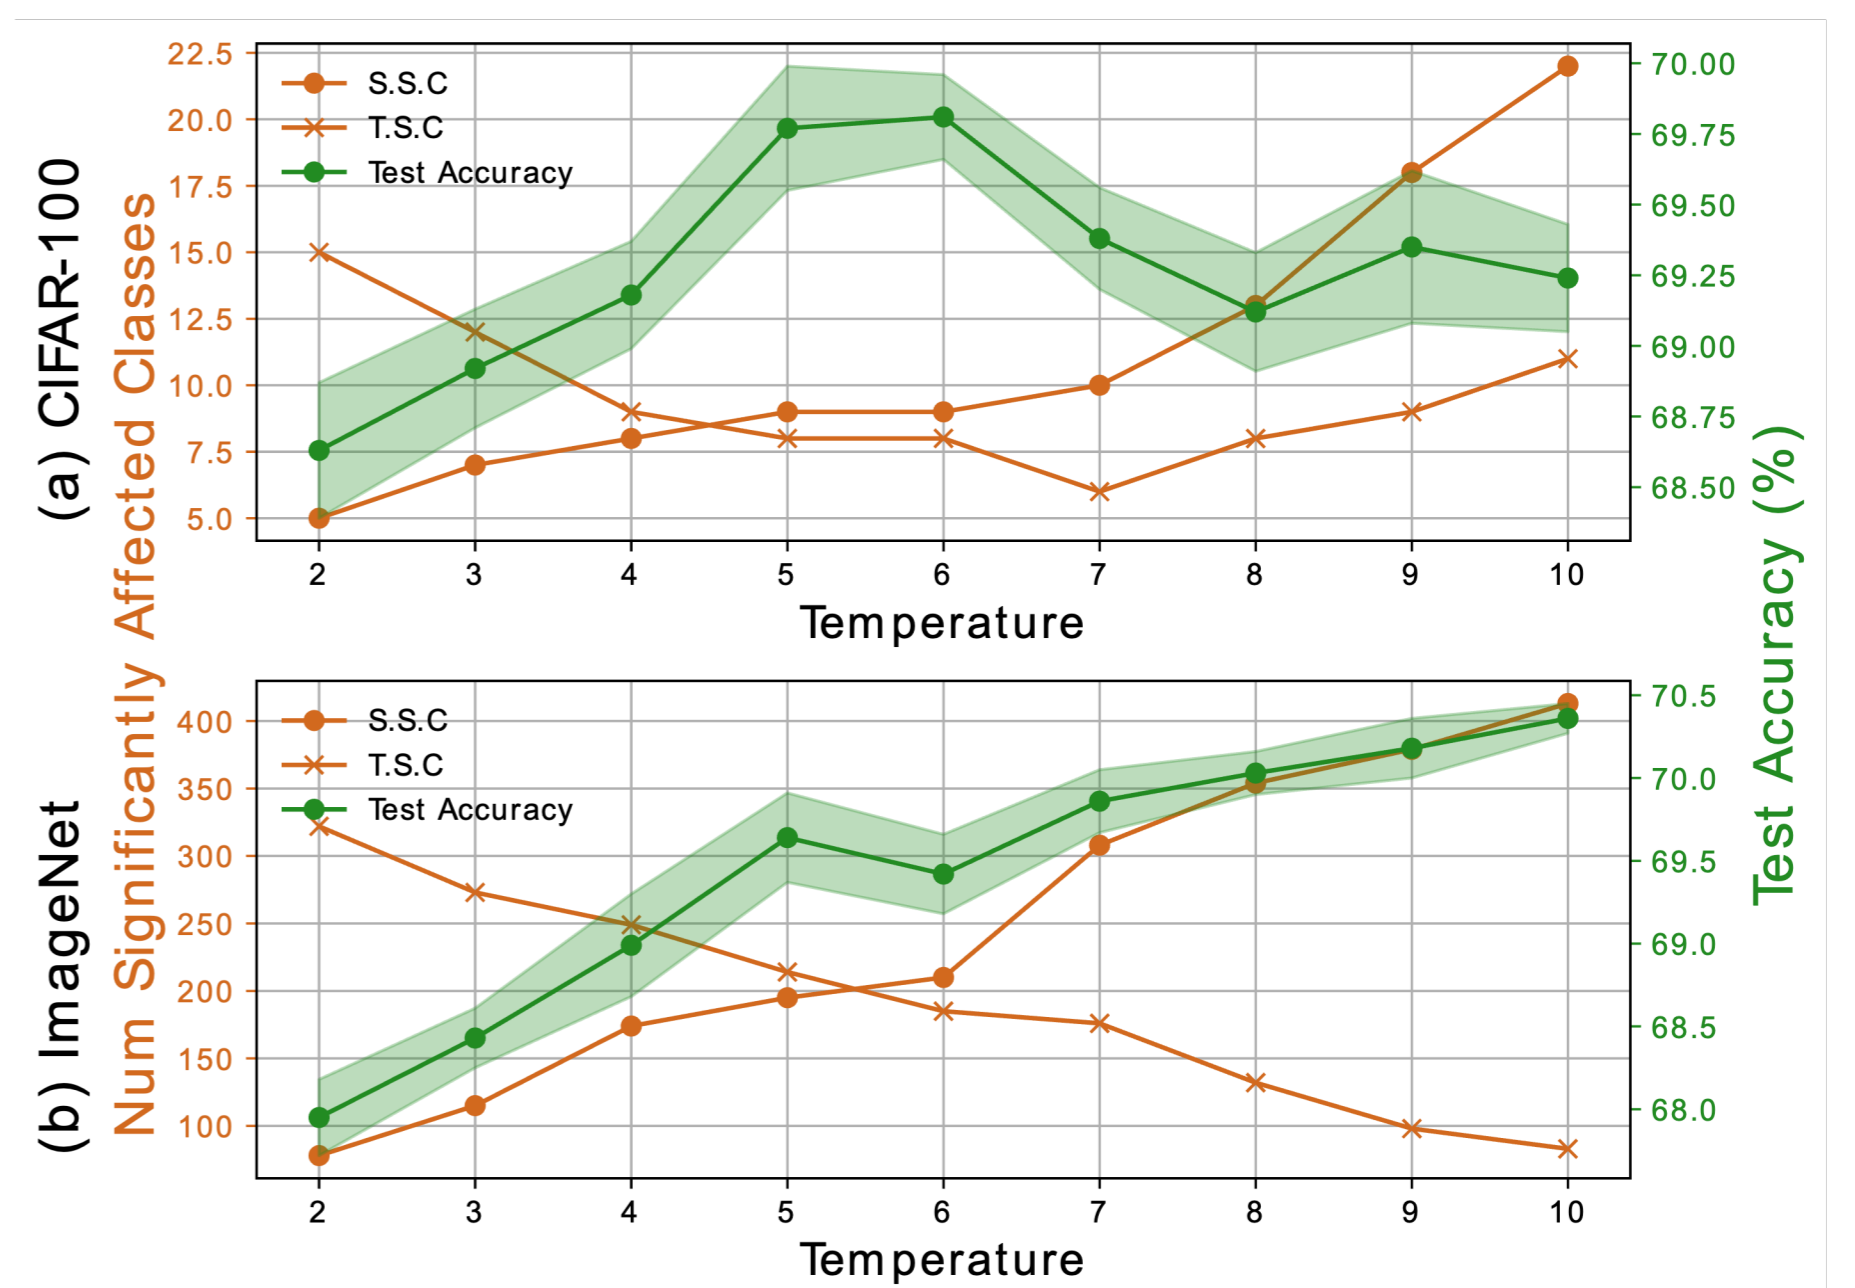 (a) CIFAR-100
Num Significantly Affected Classes
22.5
20.0
17.5
15.0
12.5
10.0
7.5
5.0
S.S.C
T.S.C
Test Accuracy
70.00
69.75
69.50
69.25
69.00
68.75
68.50
Test Accuracy (%)
2 3 4 5 6 7 8 9 10
Temperature
(b) ImageNet
400
350
300
250
200
150
100
S.S.C
T.S.C
Test Accuracy
70.5
70.0
69.5
69.0
68.5
68.0
2 3 4 5 6 7 8 9 10
Temperature